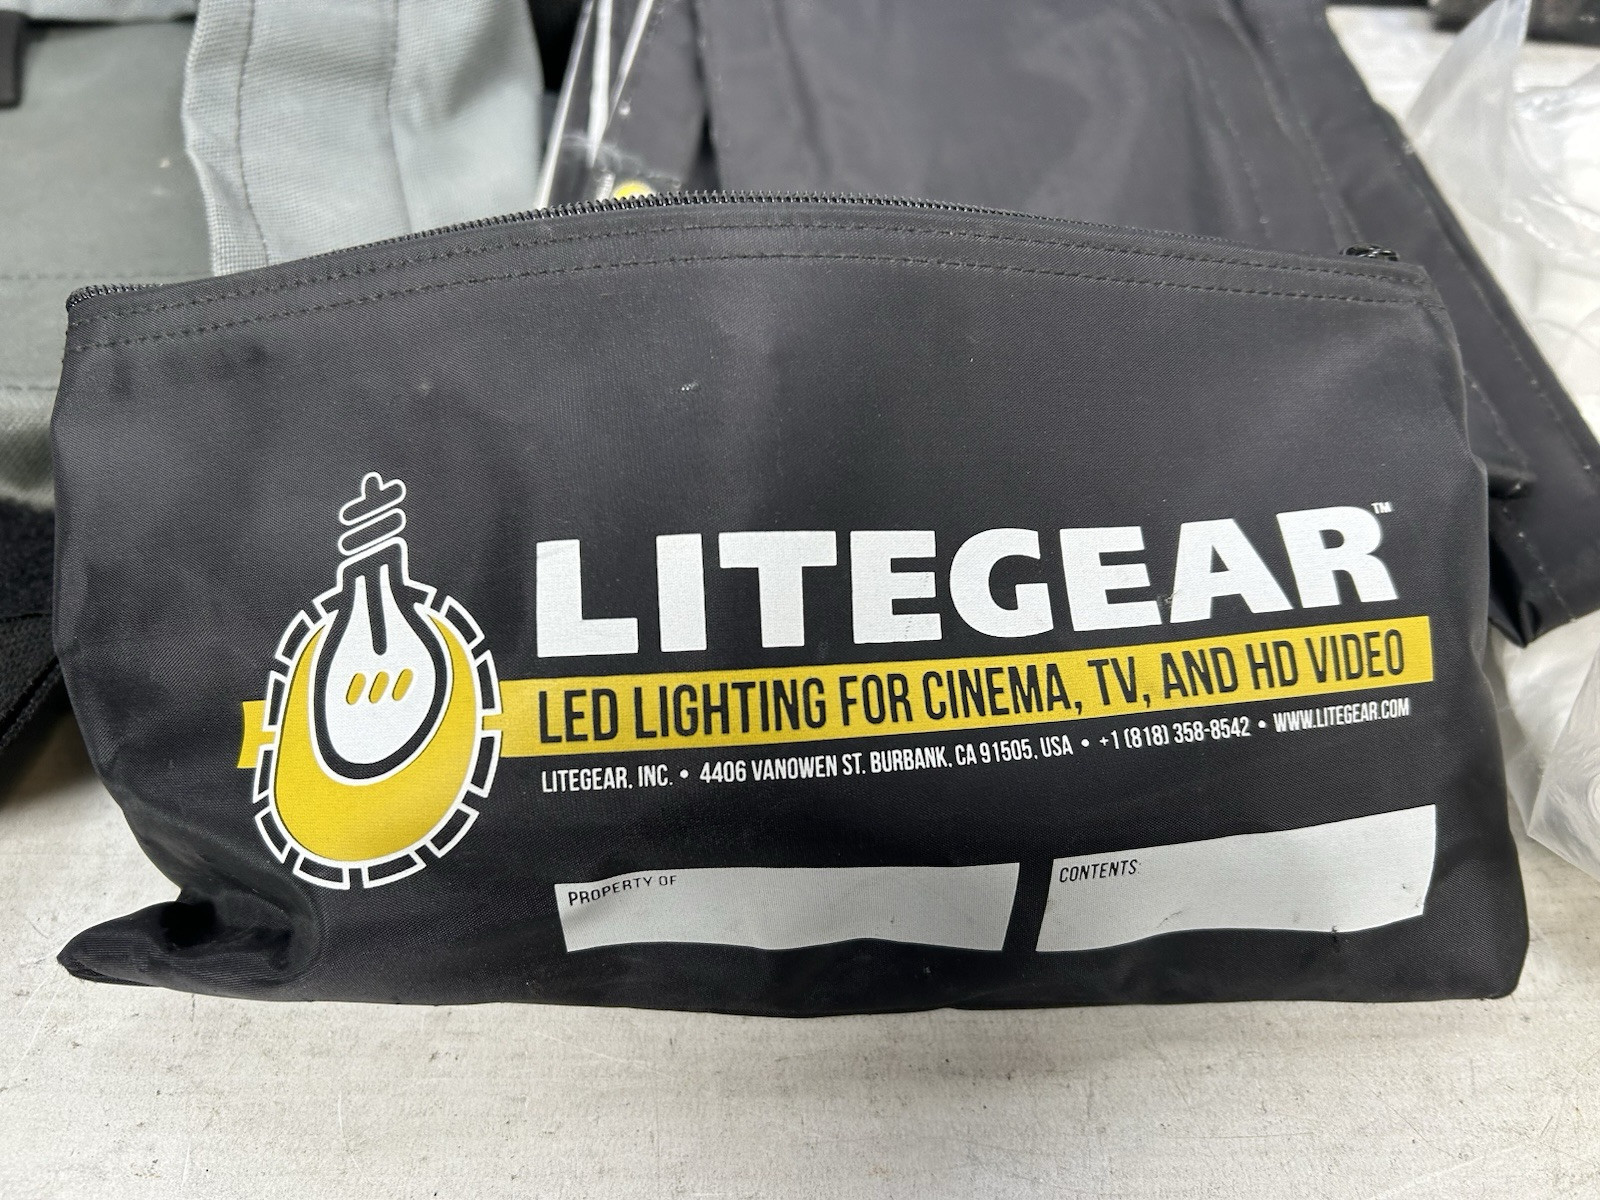 LITEGEAR™
LED LIGHTING FOR CINEMA, TV, AND HD VIDEO
LITEGEAR, INC. • 4406 VANOWEN ST. BURBANK, CA 91505, USA • +1 (818) 358-8542 • WWW.LITEGEAR.COM
PROPERTY OF
CONTENTS: